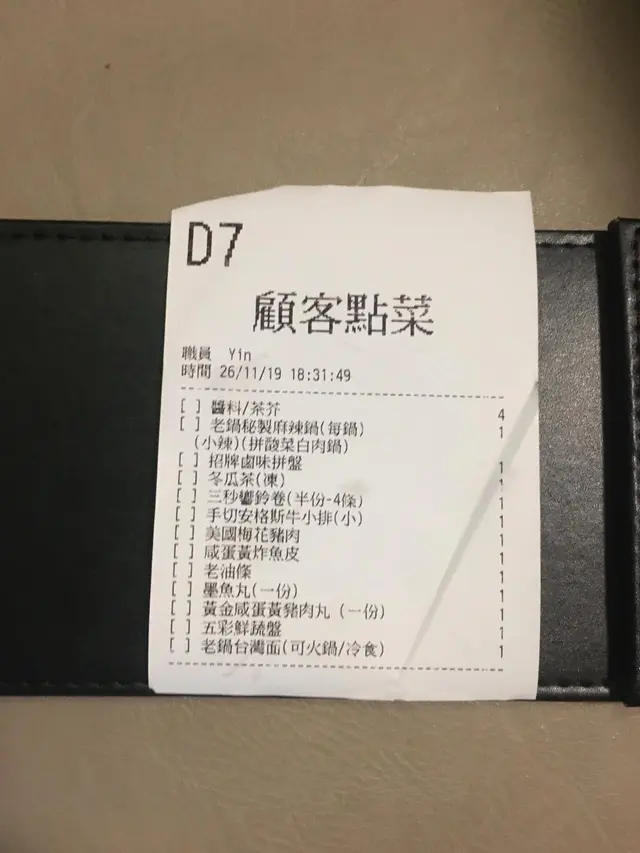 D7
顧客點菜
職員 Yin
時間 26/11/19 18:31:49
[ ] 醬料/茶芥 4
[ ] 老鍋秘製麻辣鍋(每鍋) 1
(小辣)(拼酸菜白肉鍋)
[ ] 招牌鹵味拼盤 1
[ ] 冬瓜茶(凍) 1
[ ] 三秒響鈴卷(半份-4條) 1
[ ] 手切安格斯牛小排(小) 1
[ ] 美國梅花豬肉 1
[ ] 咸蛋黃炸魚皮 1
[ ] 老油條 1
[ ] 墨魚丸(一份) 1
[ ] 黃金咸蛋黃豬肉丸 (一份) 1
[ ] 五彩鮮蔬盤 1
[ ] 老鍋台灣面(可火鍋/冷食) 1